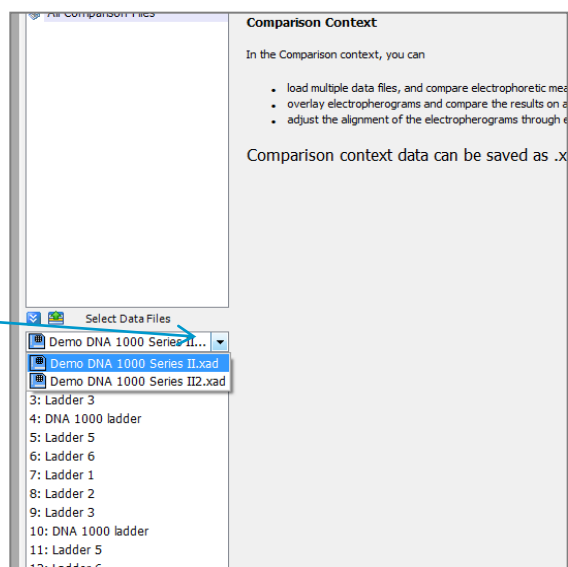 All Comparison Files
Comparison Context
In the Comparison context, you can
• load multiple data files, and compare electrophoretic mea
• overlay electropherograms and compare the results on a
• adjust the alignment of the electropherograms through e
Comparison context data can be saved as .x
Select Data Files
Demo DNA 1000 Series II...
Demo DNA 1000 Series II.xad
Demo DNA 1000 Series II2.xad
3: Ladder 3
4: DNA 1000 ladder
5: Ladder 5
6: Ladder 6
7: Ladder 1
8: Ladder 2
9: Ladder 3
10: DNA 1000 ladder
11: Ladder 5
12: Ladder 6